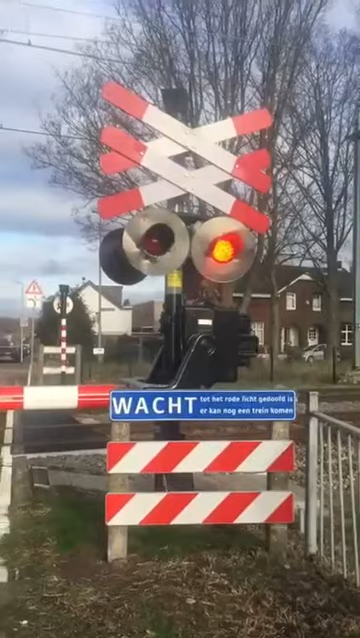 WACHT
tot het rode licht gedoofd is
er kan nog een trein komen